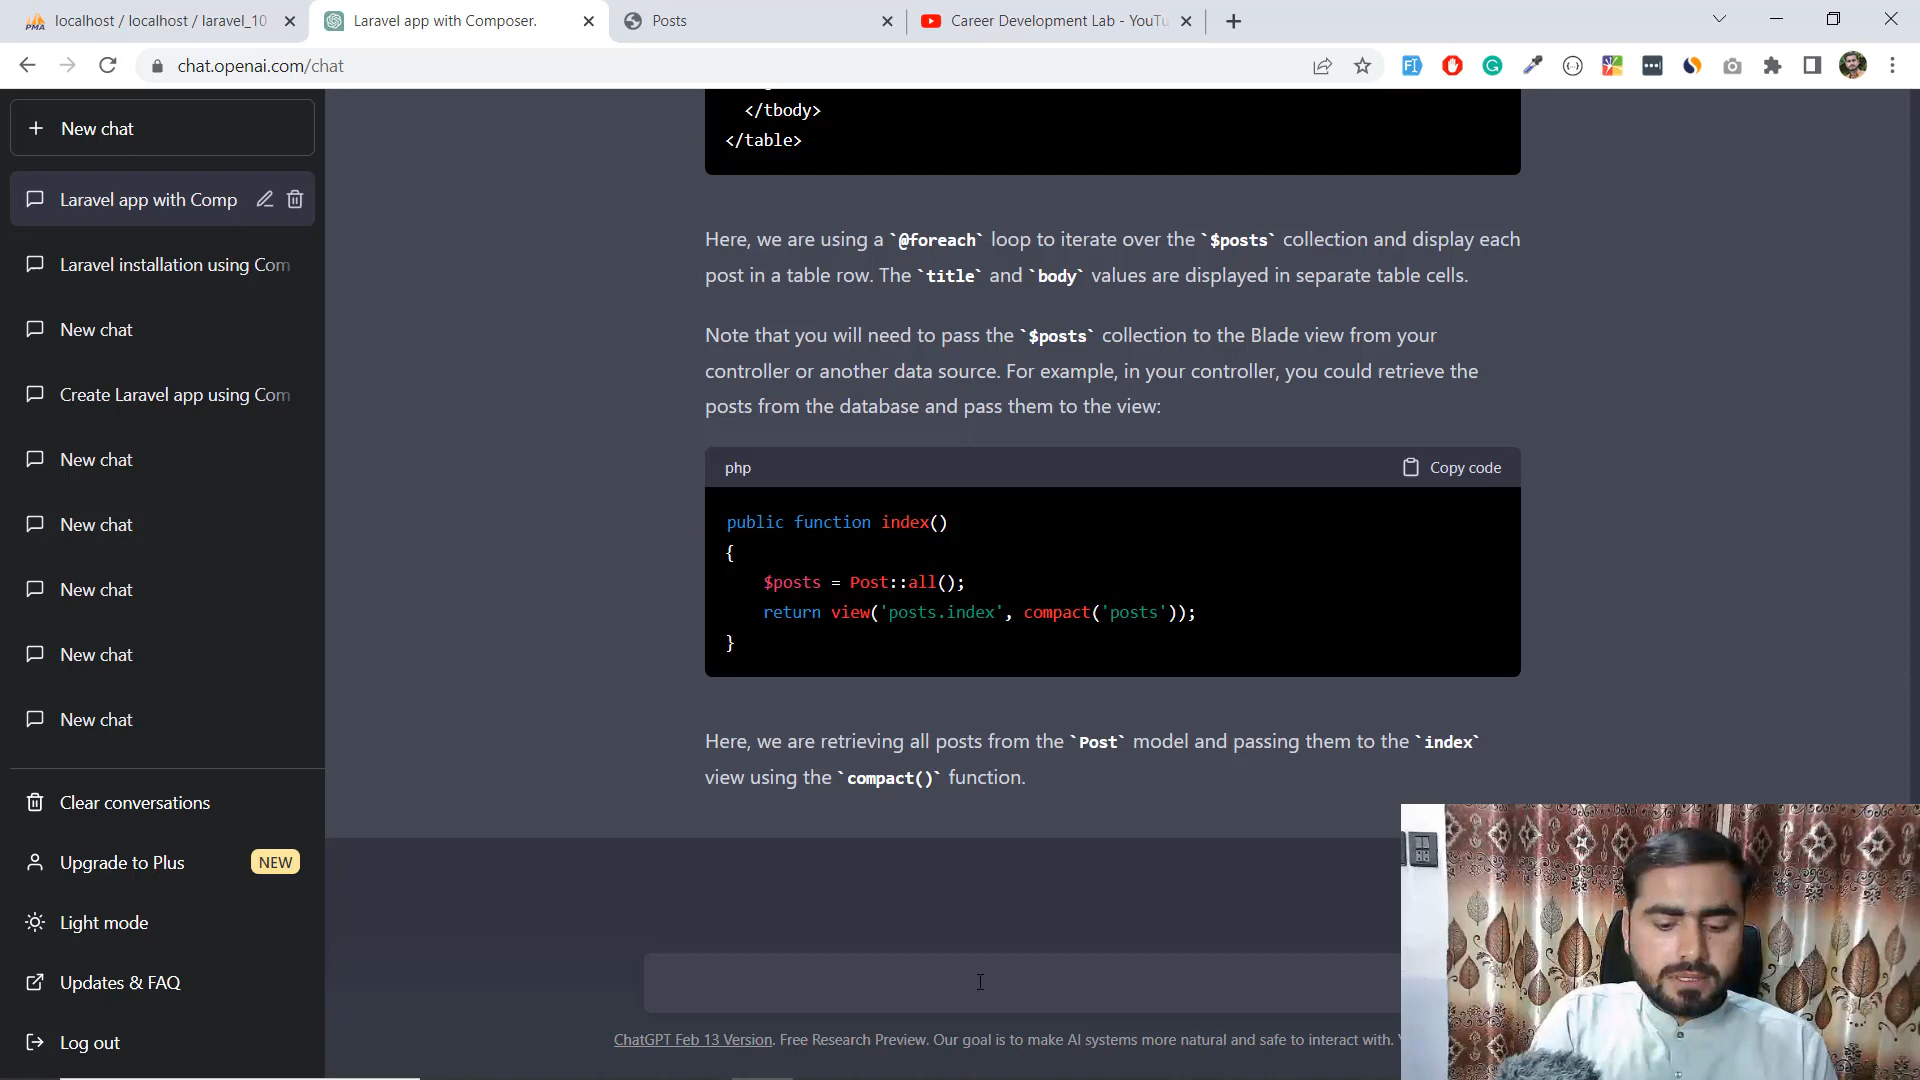 localhost / localhost / laravel_10
Laravel app with Composer.
Posts
Career Development Lab - YouTu
chat.openai.com/chat
New chat
Laravel app with Comp
Laravel installation using Com
New chat
Create Laravel app using Com
New chat
New chat
New chat
New chat
New chat
Clear conversations
Upgrade to Plus
NEW
Light mode
Updates & FAQ
Log out
</tbody>
</table>
Here, we are using a `@foreach` loop to iterate over the `$posts` collection and display each
post in a table row. The `title` and `body` values are displayed in separate table cells.
Note that you will need to pass the `$posts` collection to the Blade view from your
controller or another data source. For example, in your controller, you could retrieve the
posts from the database and pass them to the view:
php
Copy code
public function index()
{
$posts = Post::all();
return view('posts.index', compact('posts'));
}
Here, we are retrieving all posts from the `Post` model and passing them to the `index`
view using the `compact()` function.
ChatGPT Feb 13 Version. Free Research Preview. Our goal is to make AI systems more natural and safe to interact with.